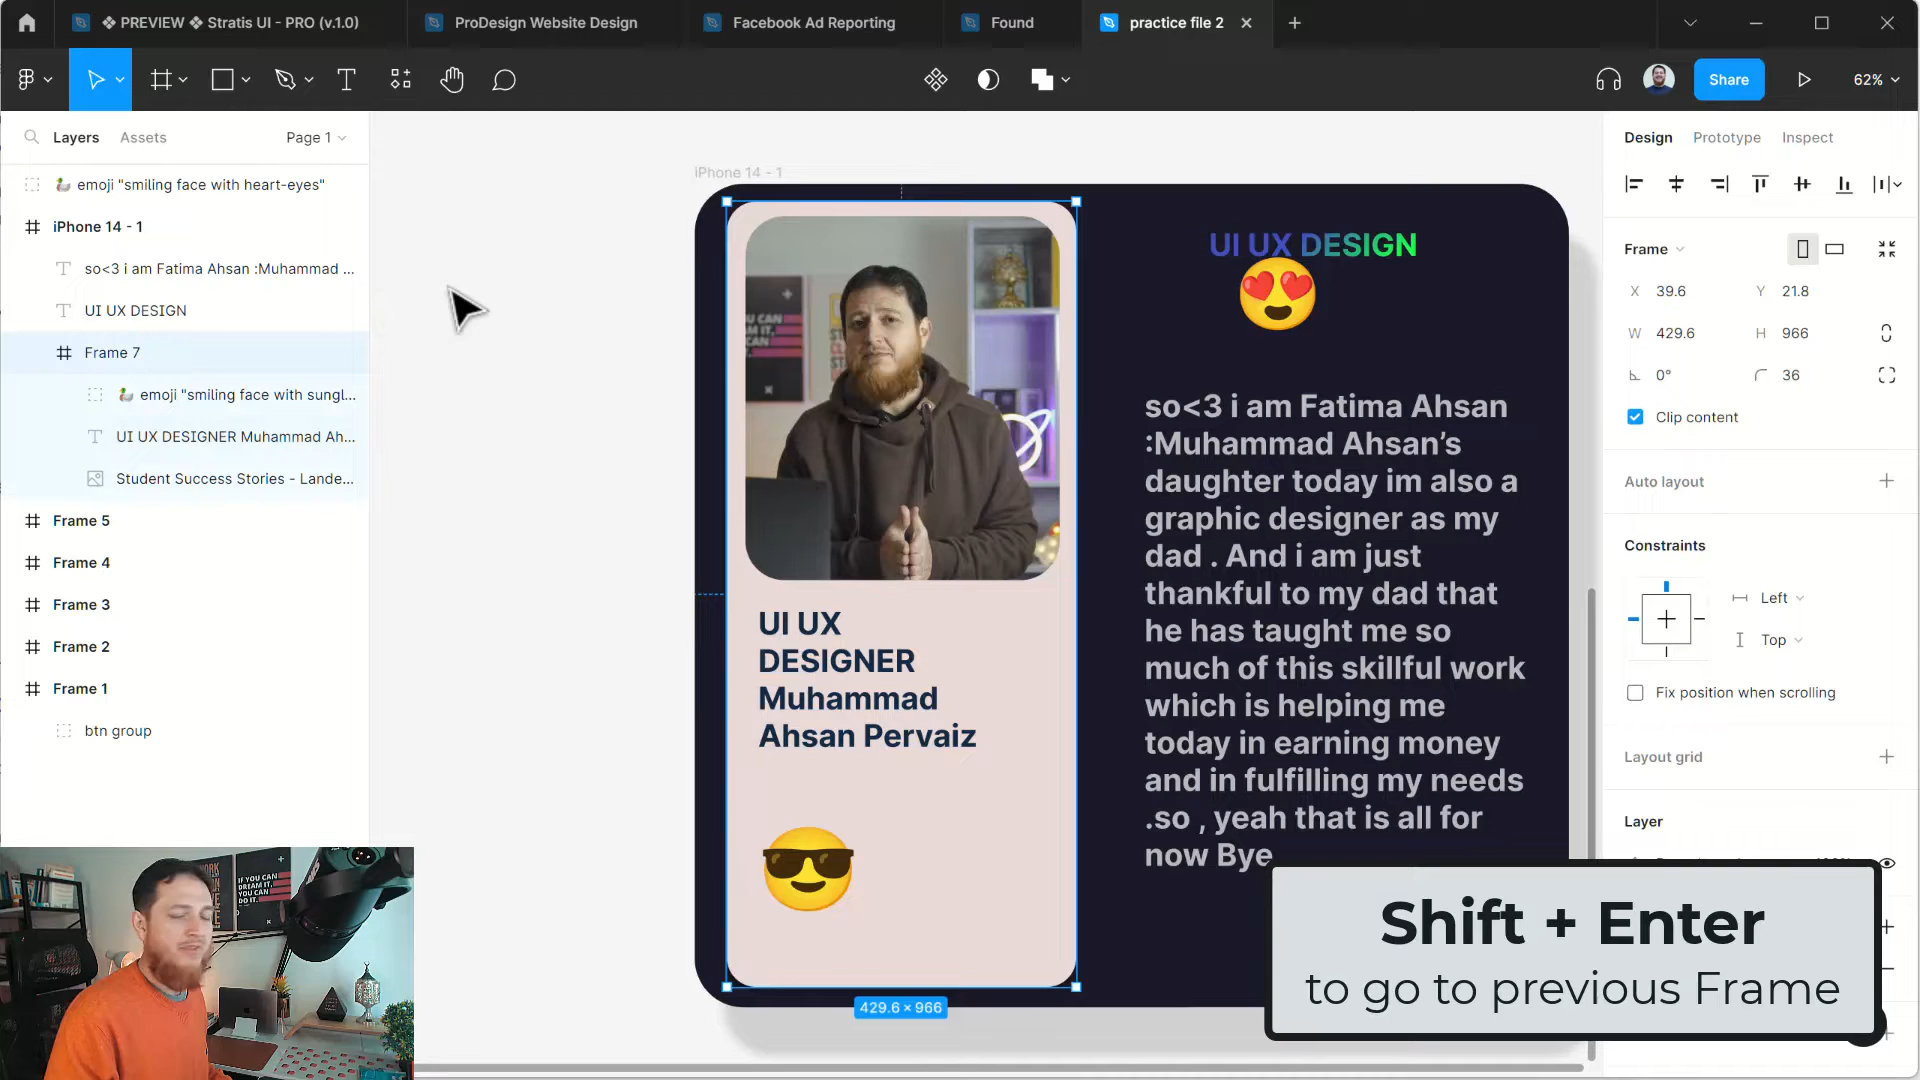 ❖ PREVIEW ❖ Stratis UI - PRO (v.1.0)
ProDesign Website Design
Facebook Ad Reporting
Found
practice file 2
Share
62%
Layers
Assets
Page 1
emoji "smiling face with heart-eyes"
iPhone 14 - 1
so<3 i am Fatima Ahsan :Muhammad ...
UI UX DESIGN
Frame 7
emoji "smiling face with sungl...
UI UX DESIGNER Muhammad Ah...
Student Success Stories - Lande...
Frame 5
Frame 4
Frame 3
Frame 2
Frame 1
btn group
iPhone 14 - 1
UI UX
DESIGNER
Muhammad
Ahsan Pervaiz
429.6 × 966
UI UX DESIGN
so<3 i am Fatima Ahsan
:Muhammad Ahsan’s
daughter today im also a
graphic designer as my
dad . And i am just
thankful to my dad that
he has taught me so
much of this skillful work
which is helping me
today in earning money
and in fulfilling my needs
.so , yeah that is all for
now Bye
Design
Prototype
Inspect
Frame
X 39.6
Y 21.8
W 429.6
H 966
0°
36
Clip content
Auto layout
Constraints
Left
Top
Fix position when scrolling
Layout grid
Layer
Shift + Enter
to go to previous Frame
IF YOU CAN
DREAM IT,
YOU CAN
DO IT.